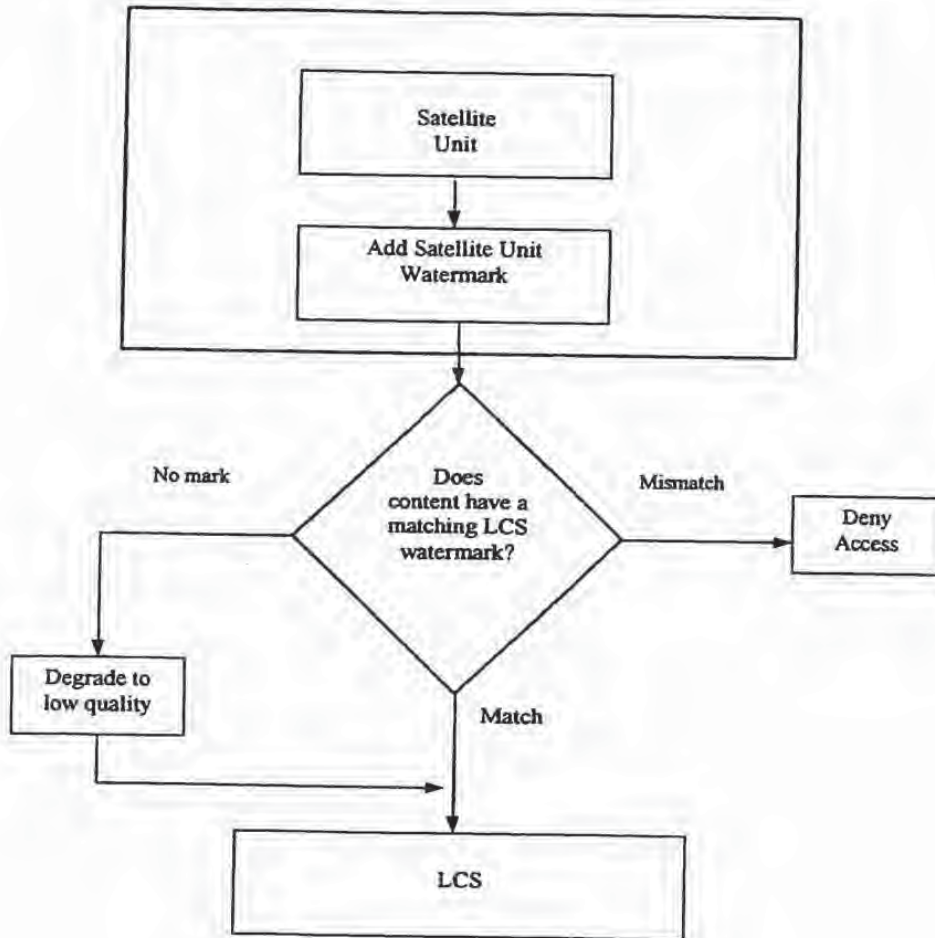 Satellite
Unit
Add Satellite Unit
Watermark
No mark
Does
content have a
matching LCS
watermark?
Mismatch
Deny
Access
Degrade to
low quality
Match
LCS